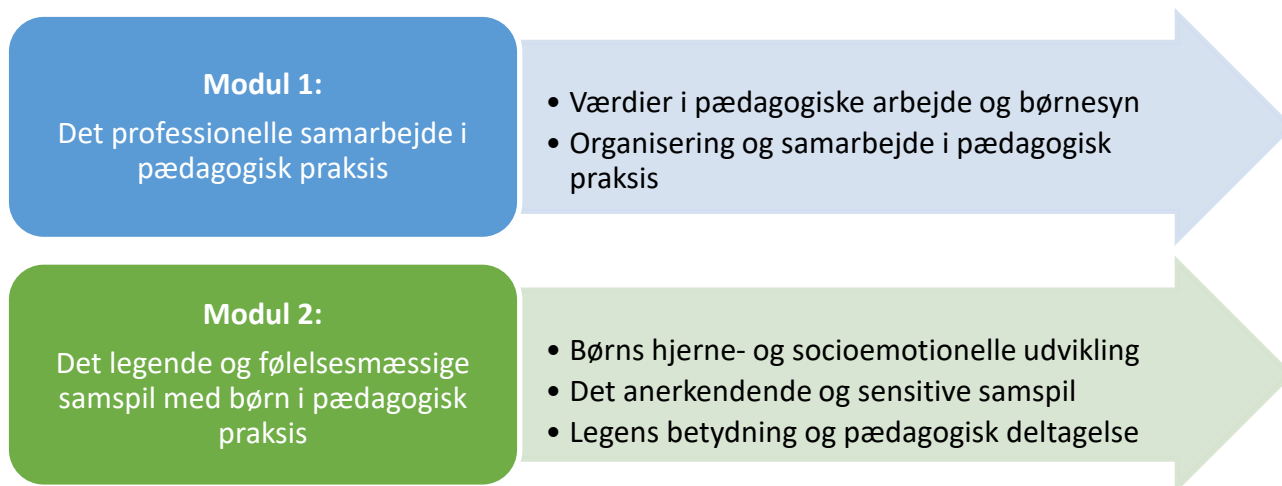 Modul 1:
Det professionelle samarbejde i
pædagogisk praksis
• Værdier i pædagogiske arbejde og børnesyn
• Organisering og samarbejde i pædagogisk
praksis
Modul 2:
Det legende og følelsesmæssige
samspil med børn i pædagogisk
praksis
• Børns hjerne- og socioemotionelle udvikling
• Det anerkendende og sensitive samspil
• Legens betydning og pædagogisk deltagelse